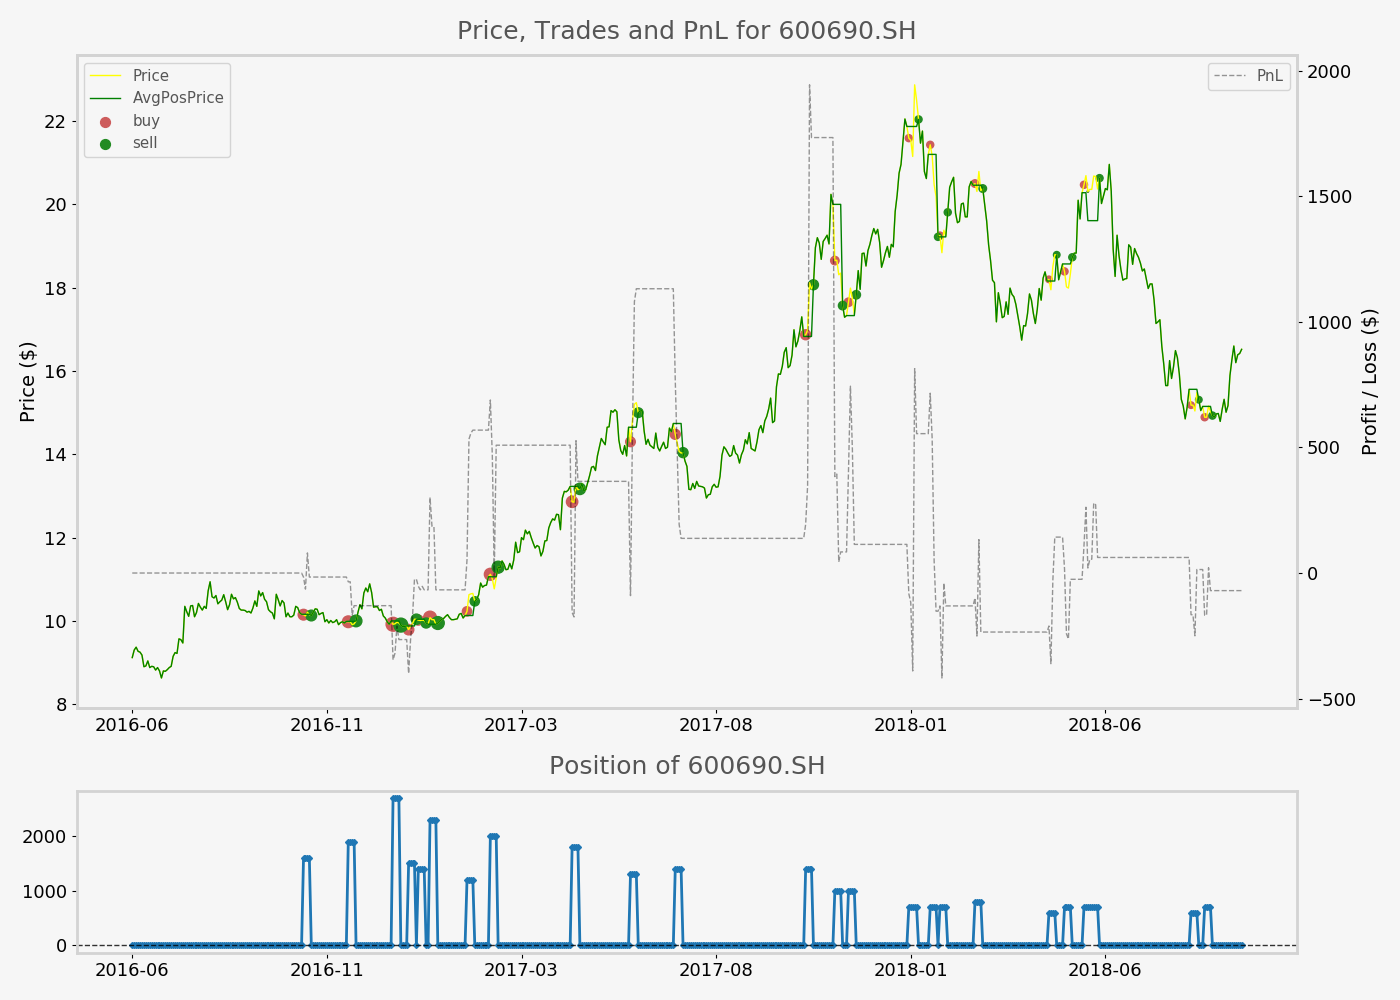 Price, Trades and PnL for 600690.SH
Price
AvgPosPrice
buy
sell
PnL
22
20
18
16
14
12
10
8
Price ($)
2000
1500
1000
500
0
−500
Profit / Loss ($)
2016-06 2016-11 2017-03 2017-08 2018-01 2018-06
Position of 600690.SH
2000
1000
0
2016-06 2016-11 2017-03 2017-08 2018-01 2018-06